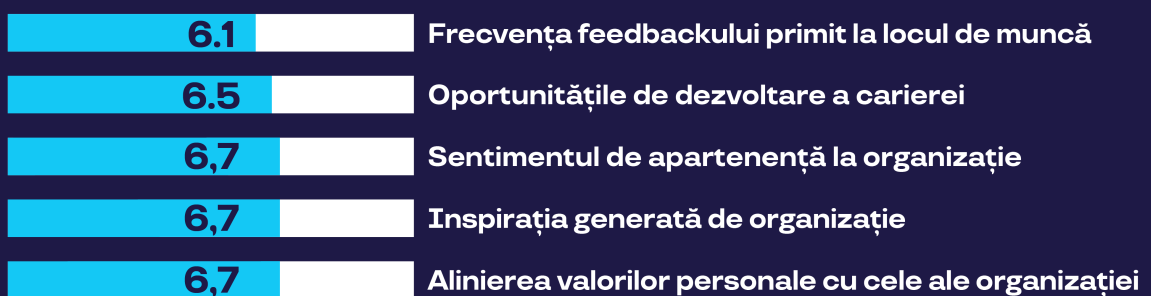 6.1 Frecvența feedbackului primit la locul de muncă
6.5 Oportunitățile de dezvoltare a carierei
6,7 Sentimentul de apartenență la organizație
6,7 Inspirația generată de organizație
6,7 Alinierea valorilor personale cu cele ale organizației